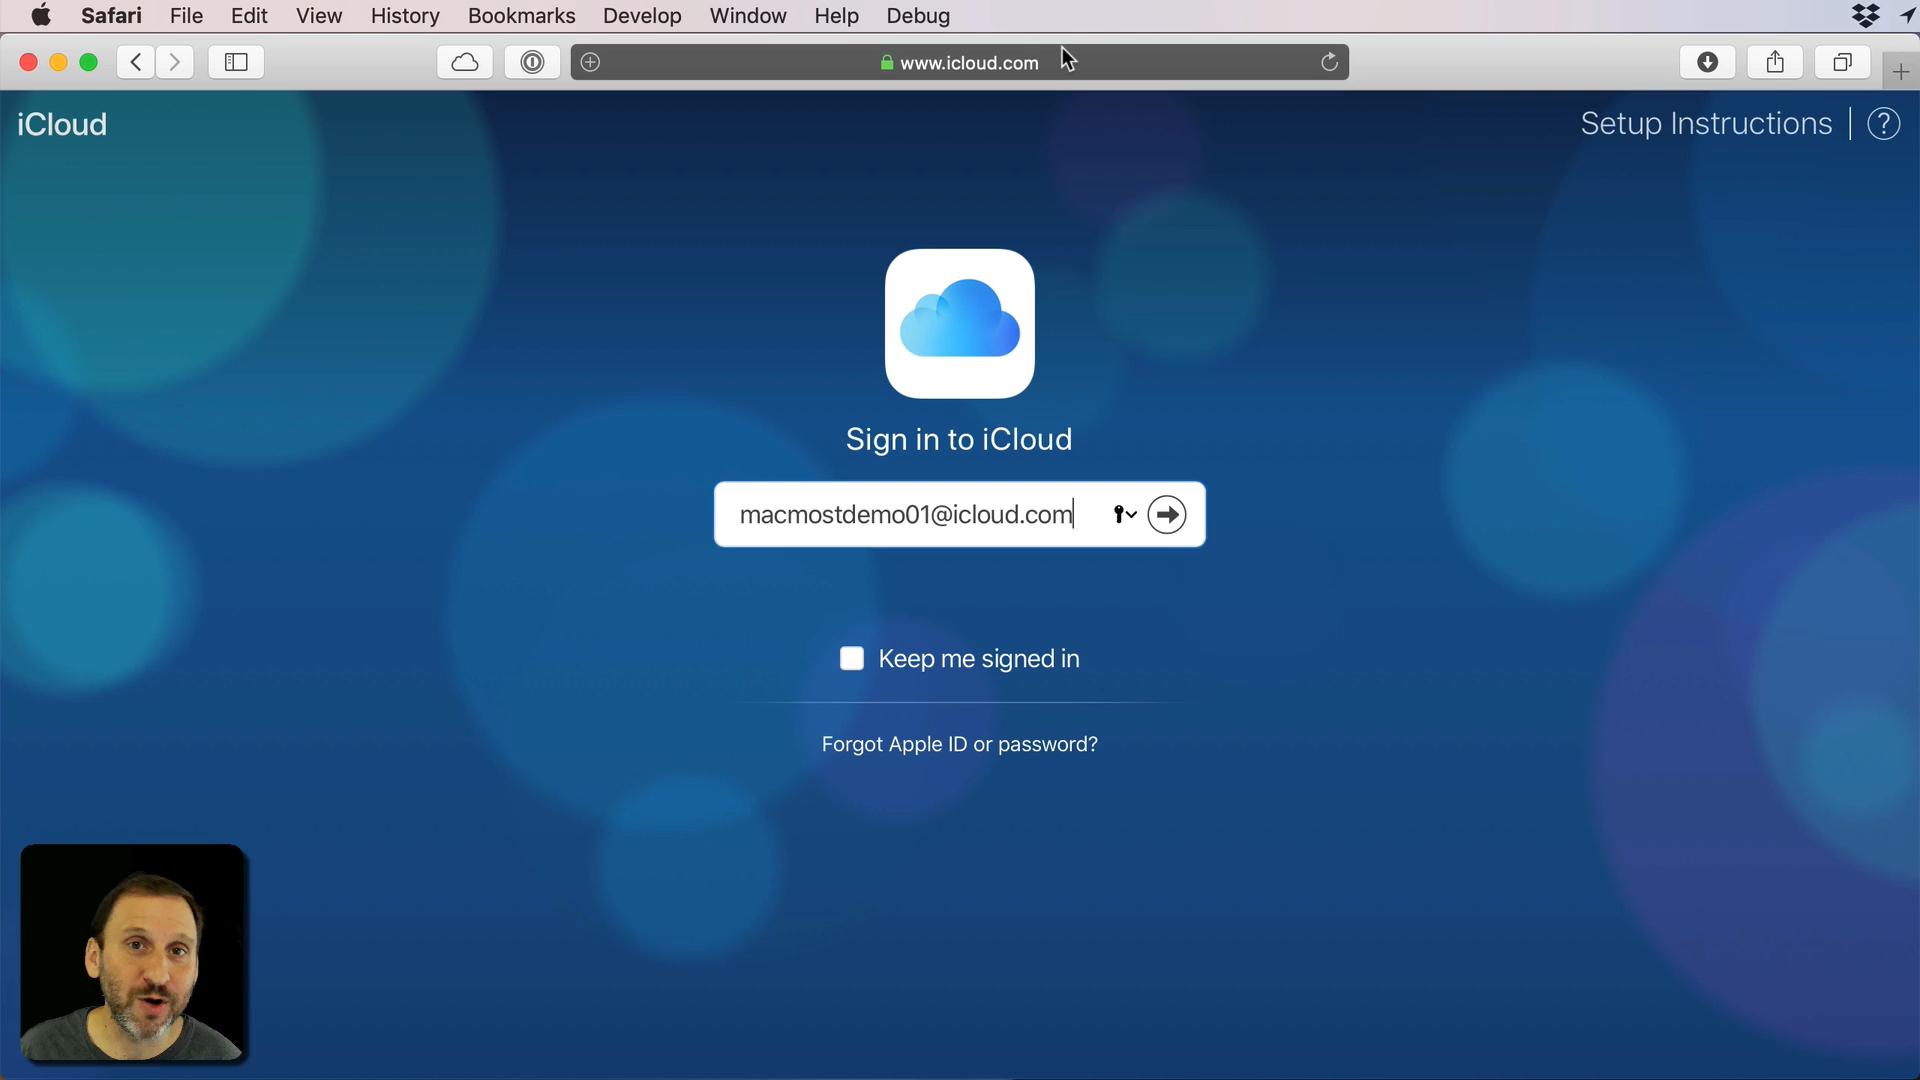 Safari File Edit View History Bookmarks Develop Window Help Debug
www.icloud.com
iCloud
Setup Instructions
?
Sign in to iCloud
macmostdemo01@icloud.com
Keep me signed in
Forgot Apple ID or password?